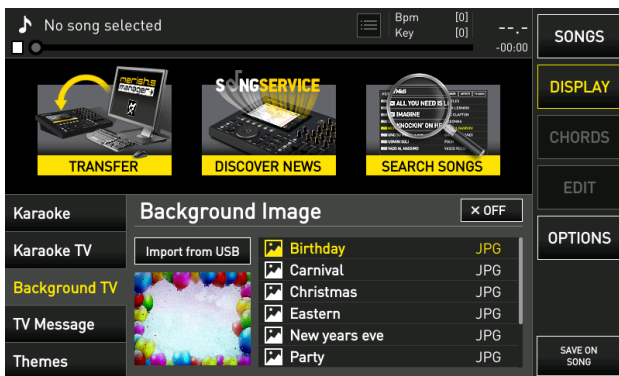 No song selected
Bpm [0]
Key [0]
--.-
-00:00
SONGS
merish5
manager
TRANSFER
SONGSERVICE
DISCOVER NEWS
Midi
ALL YOU NEED IS L
IMAGINE
KNOCKIN' ON HE
SEARCH SONGS
DISPLAY
CHORDS
EDIT
OPTIONS
SAVE ON
SONG
Karaoke
Karaoke TV
Background TV
TV Message
Themes
Background Image
× OFF
Import from USB
Birthday JPG
Carnival JPG
Christmas JPG
Eastern JPG
New years eve JPG
Party JPG